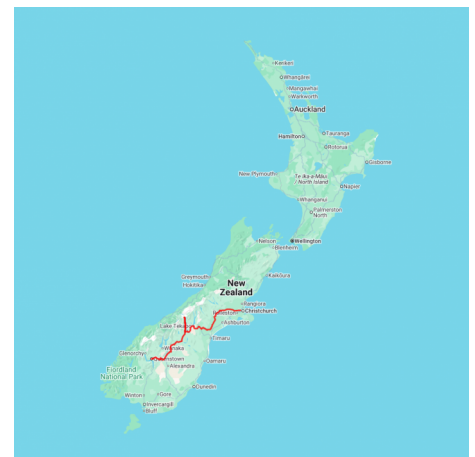 Kerikeri
Whangārei
Mangawhai
Warkworth
Auckland
Hamilton
Tauranga
Rotorua
Gisborne
New Plymouth
Te Ika-a-Māui
North Island
Napier
Whanganui
Palmerston
North
Nelson
Wellington
Blenheim
Greymouth
Hokitika
Kaikōura
New
Zealand
Rangiora
Christchurch
Ashburton
Lake Tekapo
Timaru
Wānaka
Glenorchy
Fiordland
National Park
Alexandra
Oamaru
Dunedin
Gore
Winton
Invercargill
Bluff